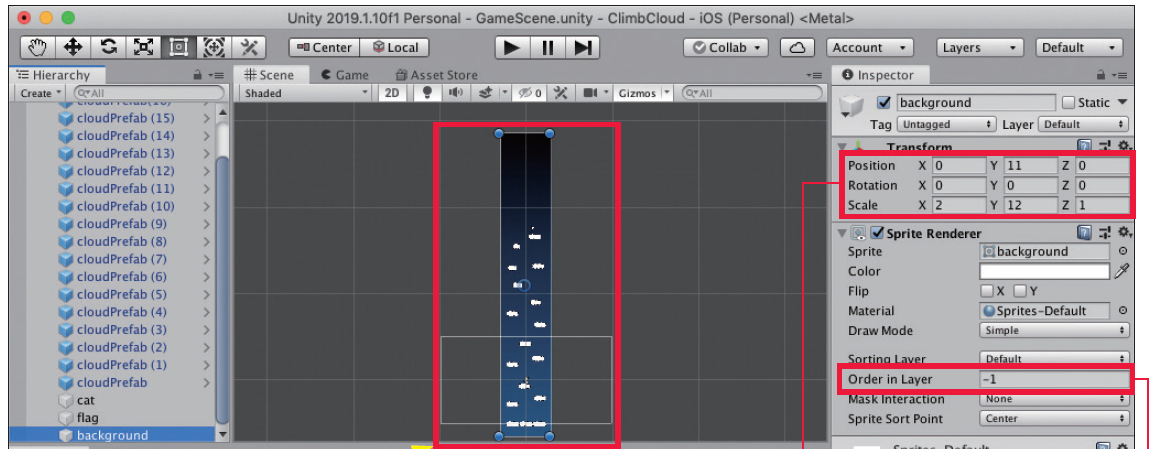 Unity 2019.1.10f1 Personal - GameScene.unity - ClimbCloud - iOS (Personal) <Metal>
Center Local Collab Account Layers Default
Hierarchy
Create All
cloudPrefab (15)
cloudPrefab (14)
cloudPrefab (13)
cloudPrefab (12)
cloudPrefab (11)
cloudPrefab (10)
cloudPrefab (9)
cloudPrefab (8)
cloudPrefab (7)
cloudPrefab (6)
cloudPrefab (5)
cloudPrefab (4)
cloudPrefab (3)
cloudPrefab (2)
cloudPrefab (1)
cloudPrefab
cat
flag
background
Scene Game Asset Store
Shaded 2D 0 Gizmos All
Inspector
background Static
Tag Untagged Layer Default
Transform
Position X 0 Y 11 Z 0
Rotation X 0 Y 0 Z 0
Scale X 2 Y 12 Z 1
Sprite Renderer
Sprite background
Color
Flip X Y
Material Sprites-Default
Draw Mode Simple
Sorting Layer Default
Order in Layer -1
Mask Interaction None
Sprite Sort Point Center
Sprites-Default